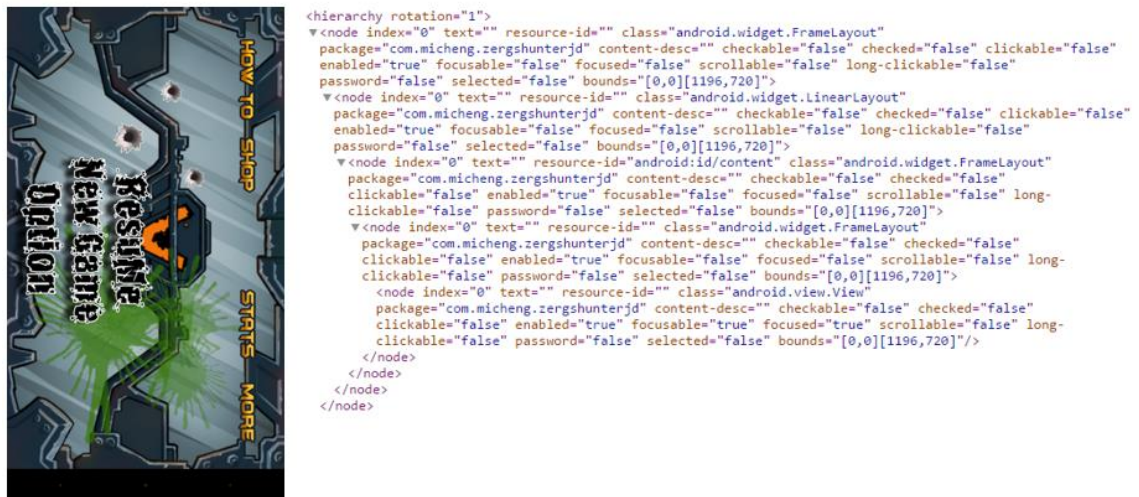 HOW TO SHOP
STATS MORE
Resume
New Game
Option
<hierarchy rotation="1">
▼<node index="0" text="" resource-id="" class="android.widget.FrameLayout"
package="com.micheng.zergshunterjd" content-desc="" checkable="false" checked="false" clickable="false"
enabled="true" focusable="false" focused="false" scrollable="false" long-clickable="false"
password="false" selected="false" bounds="[0,0][1196,720]">
▼<node index="0" text="" resource-id="" class="android.widget.LinearLayout"
package="com.micheng.zergshunterjd" content-desc="" checkable="false" checked="false" clickable="false"
enabled="true" focusable="false" focused="false" scrollable="false" long-clickable="false"
password="false" selected="false" bounds="[0,0][1196,720]">
▼<node index="0" text="" resource-id="android:id/content" class="android.widget.FrameLayout"
package="com.micheng.zergshunterjd" content-desc="" checkable="false" checked="false"
clickable="false" enabled="true" focusable="false" focused="false" scrollable="false" long-
clickable="false" password="false" selected="false" bounds="[0,0][1196,720]">
▼<node index="0" text="" resource-id="" class="android.widget.FrameLayout"
package="com.micheng.zergshunterjd" content-desc="" checkable="false" checked="false"
clickable="false" enabled="true" focusable="false" focused="false" scrollable="false" long-
clickable="false" password="false" selected="false" bounds="[0,0][1196,720]">
<node index="0" text="" resource-id="" class="android.view.View"
package="com.micheng.zergshunterjd" content-desc="" checkable="false" checked="false"
clickable="false" enabled="true" focusable="true" focused="true" scrollable="false" long-
clickable="false" password="false" selected="false" bounds="[0,0][1196,720]"/>
</node>
</node>
</node>
</node>